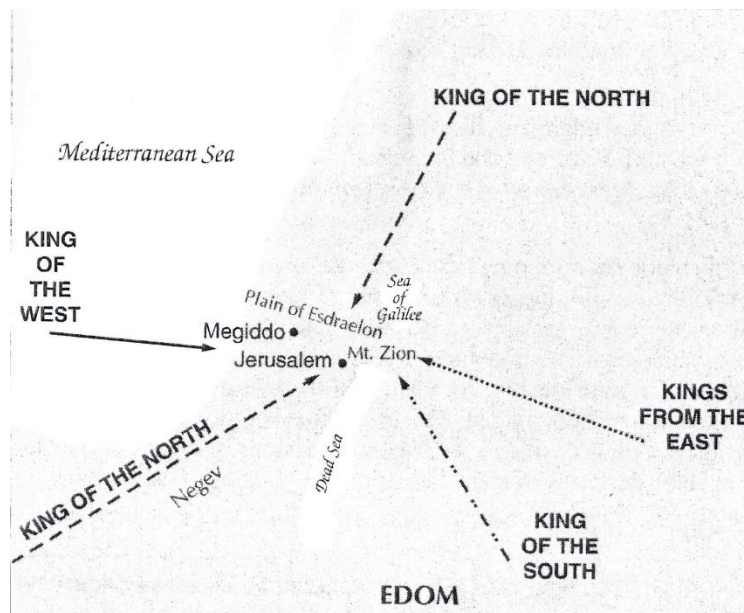 KING OF THE NORTH
Mediterranean Sea
KING
OF
THE
WEST
Sea
of
Galilee
Plain of Esdraelon
Megiddo
Jerusalem
Mt. Zion
KINGS
FROM THE
EAST
KING OF THE NORTH
Negev
Dead Sea
KING
OF THE
SOUTH
EDOM